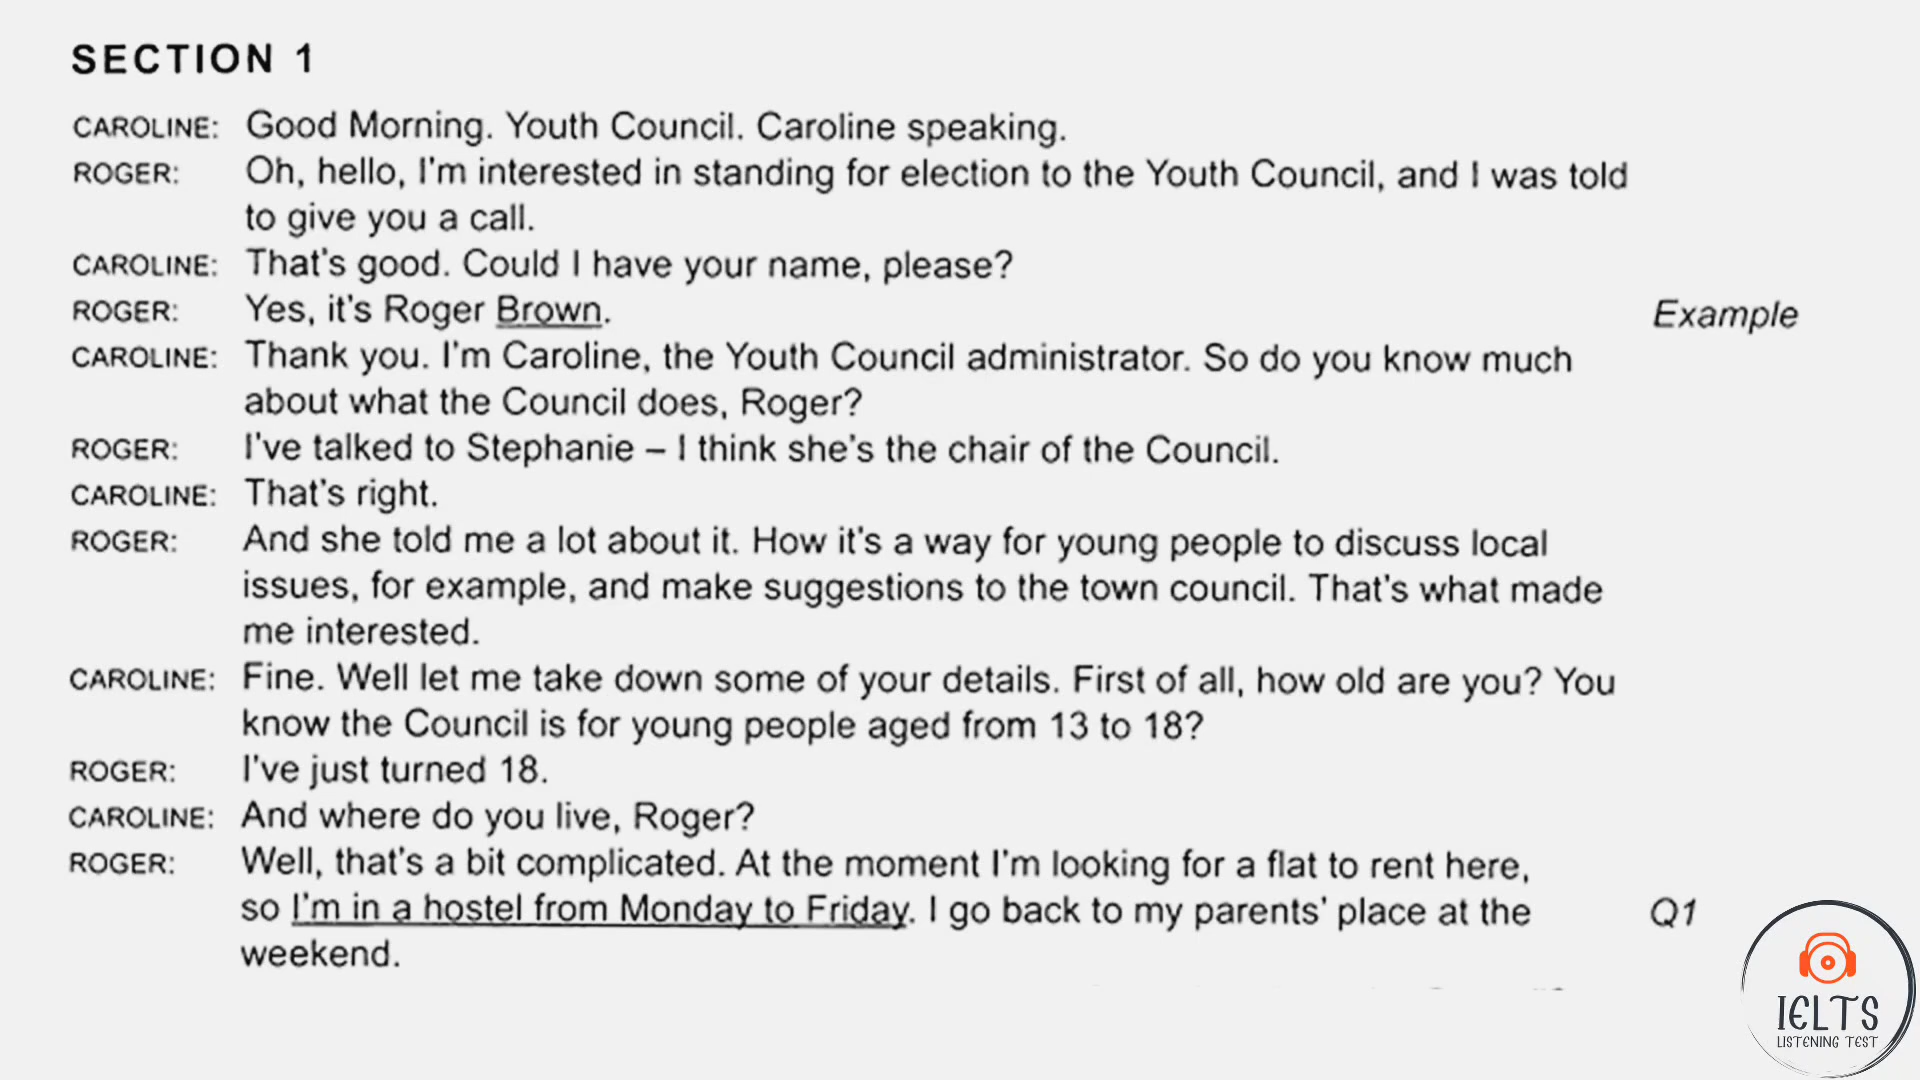 SECTION 1
CAROLINE: Good Morning. Youth Council. Caroline speaking.
ROGER: Oh, hello, I'm interested in standing for election to the Youth Council, and I was told
to give you a call.
CAROLINE: That's good. Could I have your name, please?
ROGER: Yes, it's Roger Brown. Example
CAROLINE: Thank you. I'm Caroline, the Youth Council administrator. So do you know much
about what the Council does, Roger?
ROGER: I've talked to Stephanie – I think she's the chair of the Council.
CAROLINE: That's right.
ROGER: And she told me a lot about it. How it's a way for young people to discuss local
issues, for example, and make suggestions to the town council. That's what made
me interested.
CAROLINE: Fine. Well let me take down some of your details. First of all, how old are you? You
know the Council is for young people aged from 13 to 18?
ROGER: I've just turned 18.
CAROLINE: And where do you live, Roger?
ROGER: Well, that's a bit complicated. At the moment I'm looking for a flat to rent here,
so I'm in a hostel from Monday to Friday. I go back to my parents' place at the Q1
weekend.
IELTS
LISTENING TEST